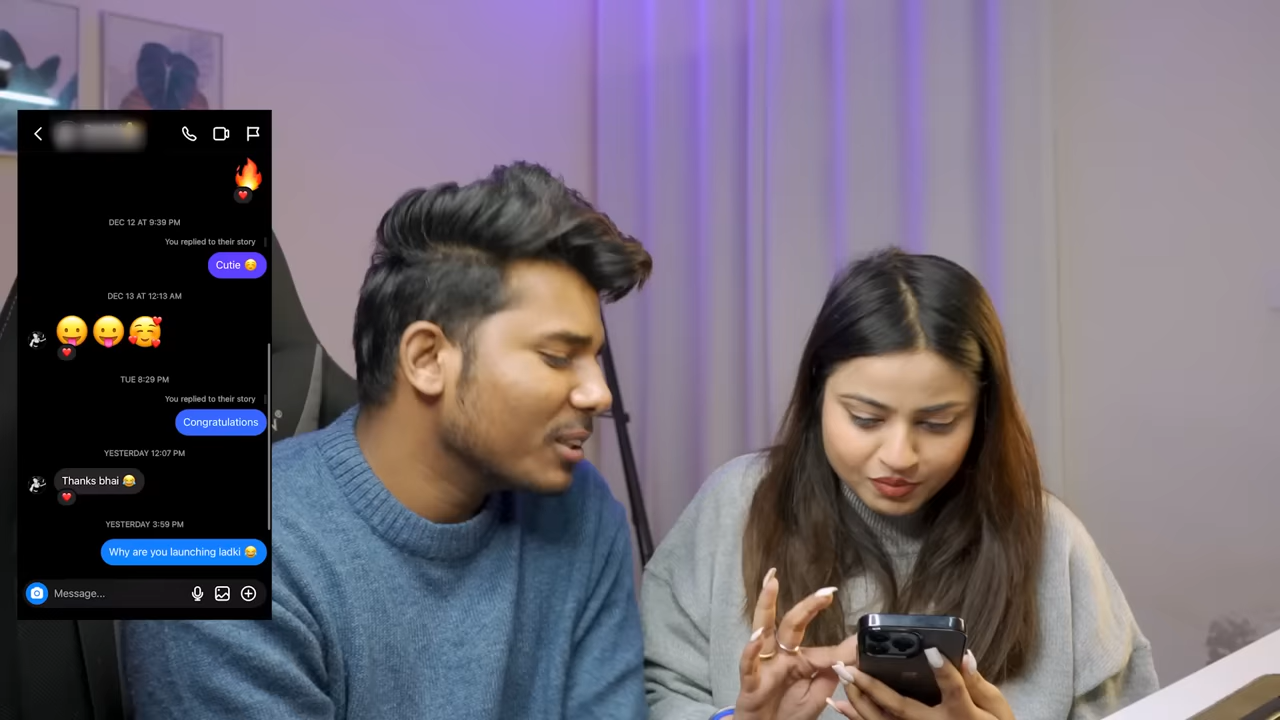 DEC 12 AT 9:39 PM
You replied to their story
Cutie 😊
DEC 13 AT 12:13 AM
😛😛🥰
TUE 8:29 PM
You replied to their story
Congratulations
YESTERDAY 12:07 PM
Thanks bhai 😂
YESTERDAY 3:59 PM
Why are you launching ladki 😂
Message...